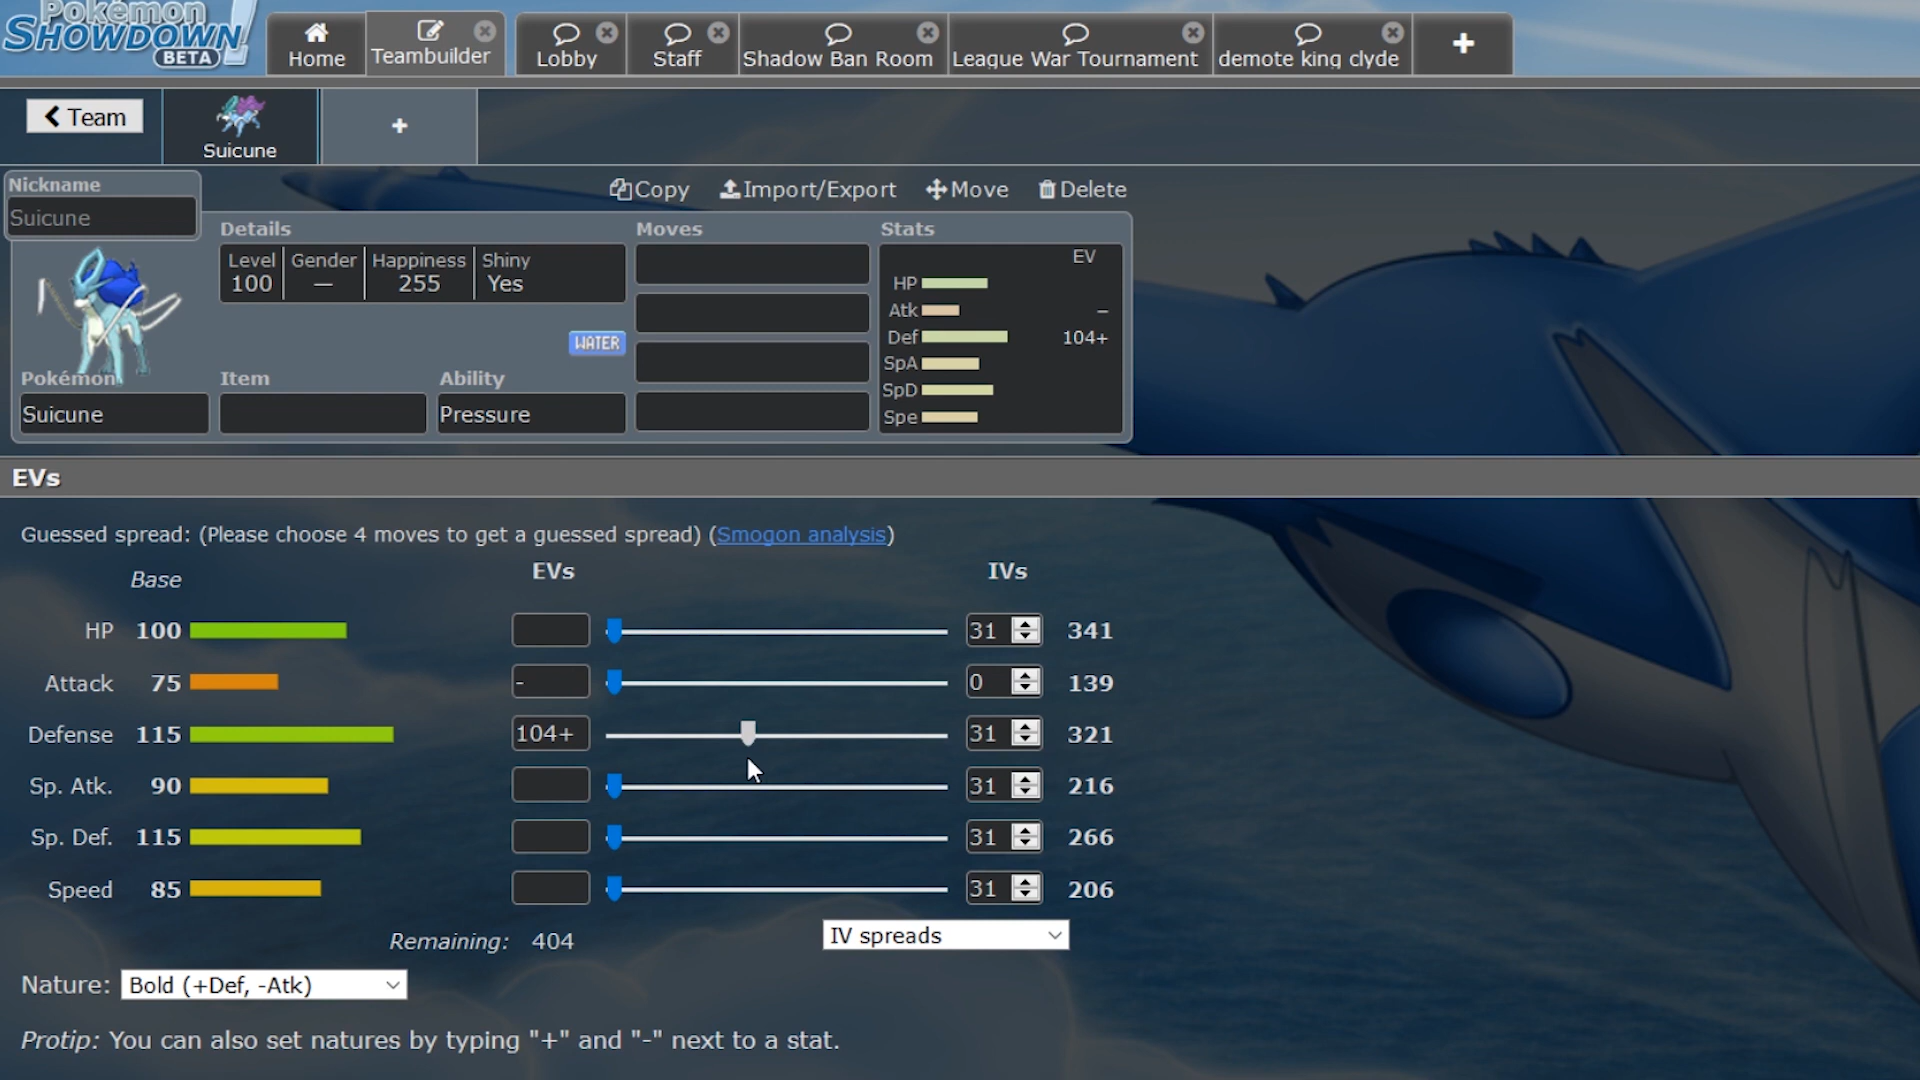 Pokémon
SHOWDOWN!
BETA
Home
Teambuilder
Lobby
Staff
Shadow Ban Room
League War Tournament
demote king clyde
+
Team
Suicune
+
Nickname
Suicune
Copy
Import/Export
Move
Delete
Details
Moves
Stats
Level
100
Gender
—
Happiness
255
Shiny
Yes
WATER
EV
HP
Atk –
Def 104+
SpA
SpD
Spe
Pokémon
Suicune
Item
Ability
Pressure
EVs
Guessed spread: (Please choose 4 moves to get a guessed spread) (Smogon analysis)
Base EVs IVs
HP 100 31 341
Attack 75 - 0 139
Defense 115 104+ 31 321
Sp. Atk. 90 31 216
Sp. Def. 115 31 266
Speed 85 31 206
Remaining: 404
IV spreads
Nature: Bold (+Def, -Atk)
Protip: You can also set natures by typing "+" and "-" next to a stat.